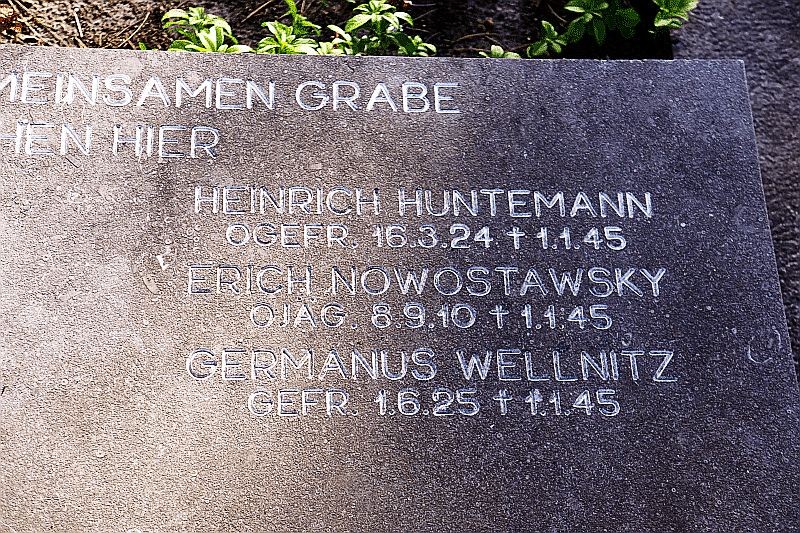 MEINSAMEN GRABE
HEN HIER
HEINRICH HUNTEMANN
OGEFR. 16.3.24 † 1.1.45
ERICH NOWOSTAWSKY
OJÄG. 8.9.10 † 1.1.45
GERMANUS WELLNITZ
GEFR. 1.6.25 † 1.1.45